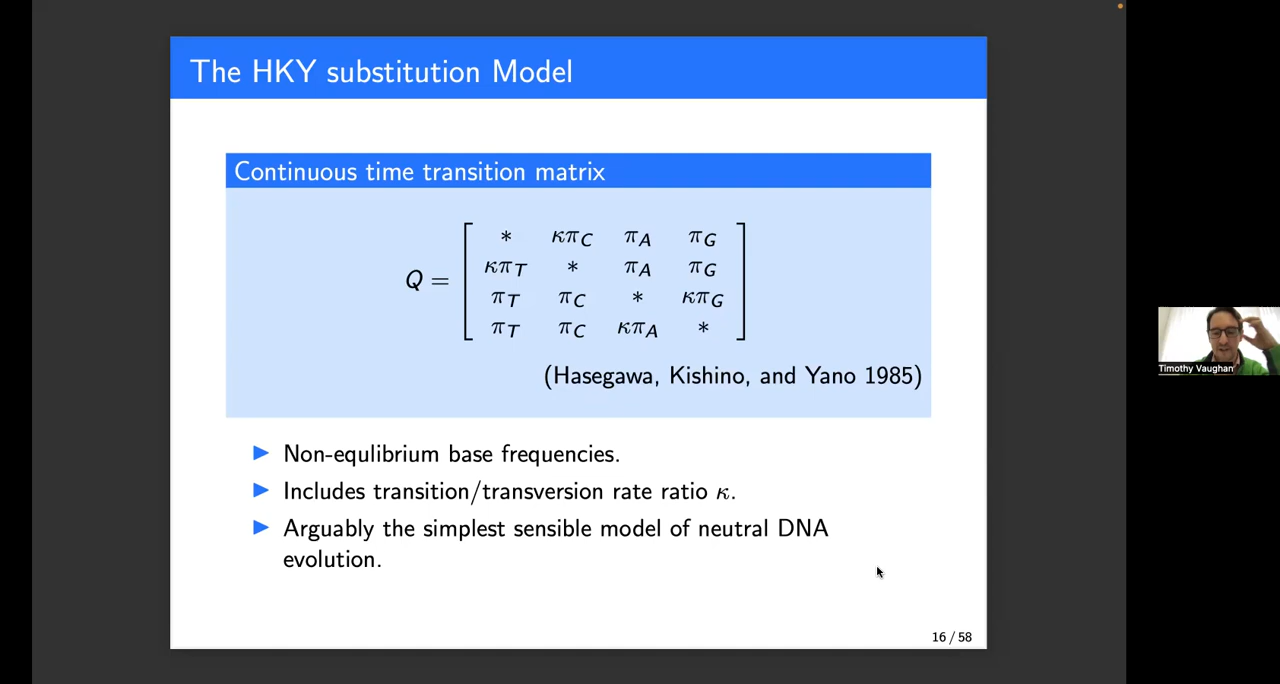 The HKY substitution Model
Continuous time transition matrix
Q = [ * κπ_C π_A π_G
κπ_T * π_A π_G
π_T π_C * κπ_G
π_T π_C κπ_A * ]
(Hasegawa, Kishino, and Yano 1985)
Non-equlibrium base frequencies.
Includes transition/transversion rate ratio κ.
Arguably the simplest sensible model of neutral DNA
evolution.
16 / 58
Timothy Vaughan